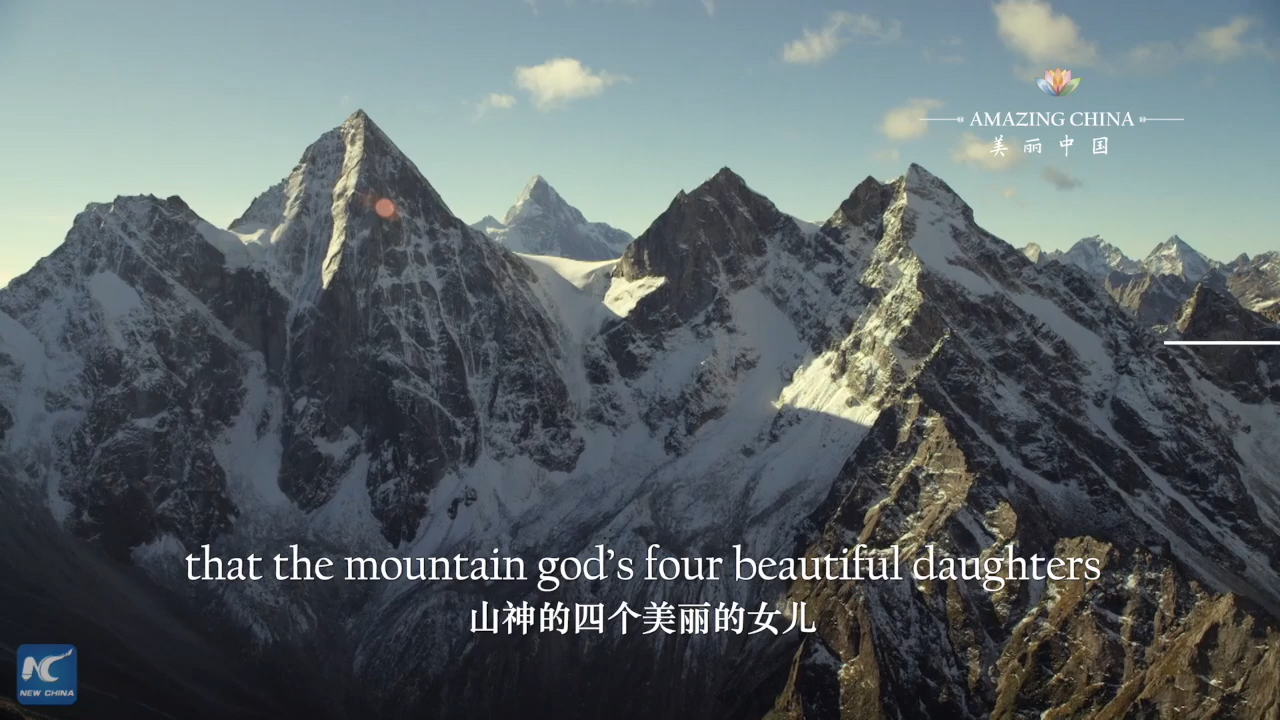 AMAZING CHINA
美丽中国
that the mountain god's four beautiful daughters
山神的四个美丽的女儿
NC
NEW CHINA